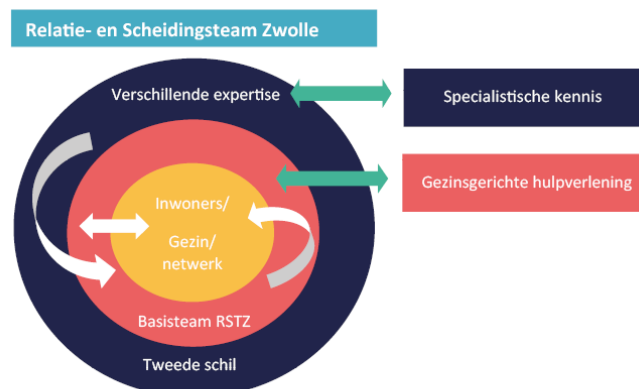 Relatie- en Scheidingsteam Zwolle
Verschillende expertise
Specialistische kennis
Gezinsgerichte hulpverlening
Inwoners/
Gezin/
netwerk
Basisteam RSTZ
Tweede schil